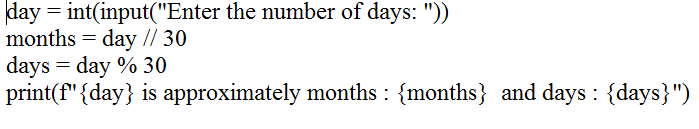 day = int(input("Enter the number of days: "))
months = day // 30
days = day % 30
print(f"{day} is approximately months : {months}  and days : {days}")